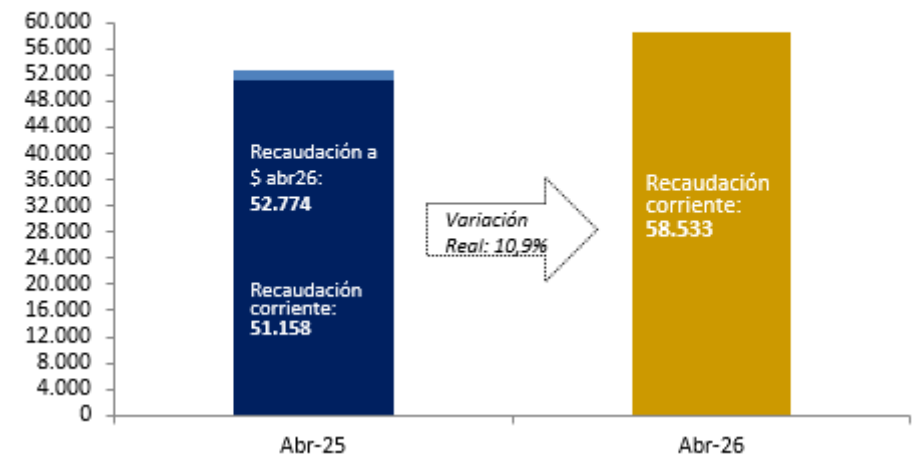 60.000
56.000
52.000
48.000
44.000
40.000
36.000
32.000
28.000
24.000
20.000
16.000
12.000
8.000
4.000
0
Recaudación a
$ abr26:
52.774
Recaudación
corriente:
51.158
Variación
Real: 10,9%
Recaudación
corriente:
58.533
Abr-25
Abr-26